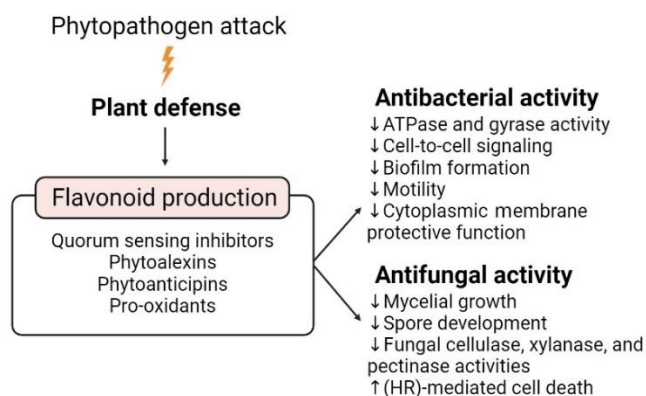 Phytopathogen attack
Plant defense
Flavonoid production
Quorum sensing inhibitors
Phytoalexins
Phytoanticipins
Pro-oxidants
Antibacterial activity
↓ATPase and gyrase activity
↓Cell-to-cell signaling
↓Biofilm formation
↓Motility
↓Cytoplasmic membrane
protective function
Antifungal activity
↓Mycelial growth
↓Spore development
↓Fungal cellulase, xylanase, and
pectinase activities
↑(HR)-mediated cell death